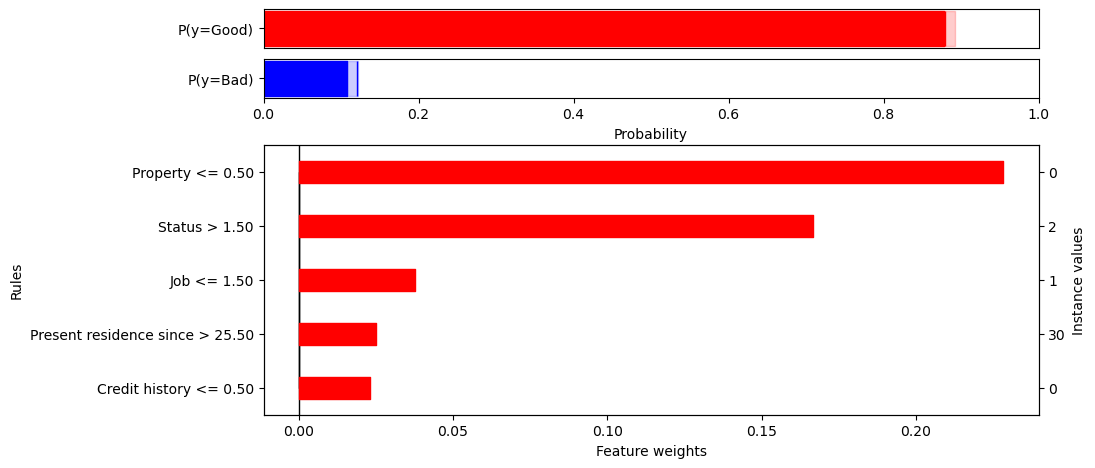 P(y=Good)
P(y=Bad)
0.0 0.2 0.4 0.6 0.8 1.0
Probability
Property <= 0.50 0
Status > 1.50 2
Job <= 1.50 1
Present residence since > 25.50 30
Credit history <= 0.50 0
Rules
Instance values
0.00 0.05 0.10 0.15 0.20
Feature weights